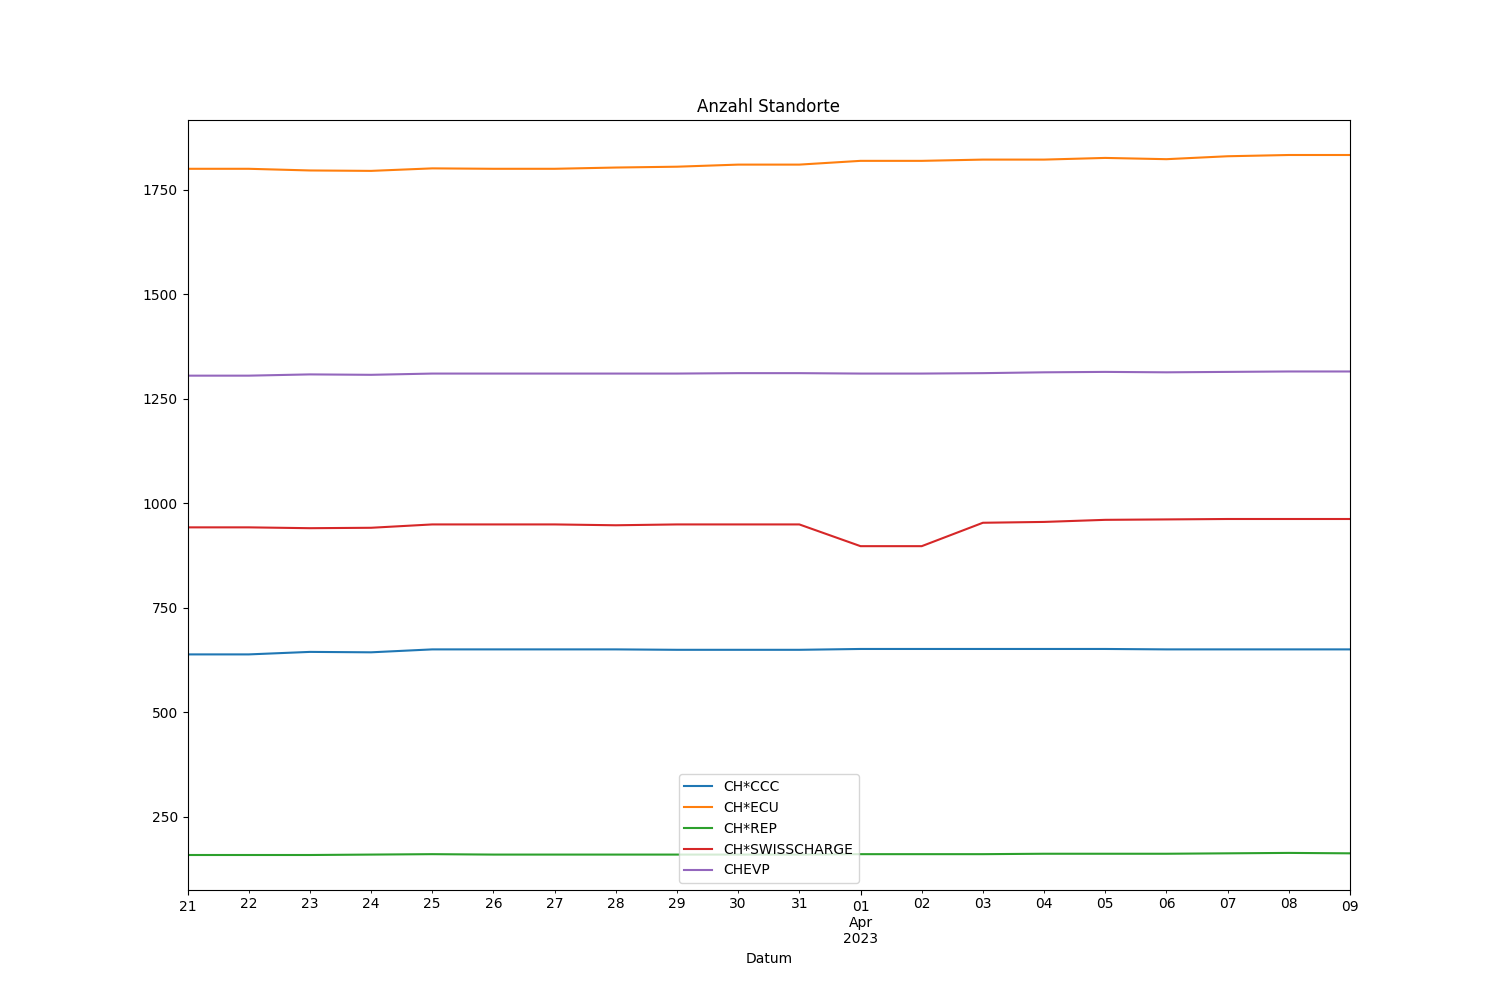 Anzahl Standorte
1750
1500
1250
1000
750
500
250
CH*CCC
CH*ECU
CH*REP
CH*SWISSCHARGE
CHEVP
21 22 23 24 25 26 27 28 29 30 31 01 02 03 04 05 06 07 08 09
Apr
2023
Datum